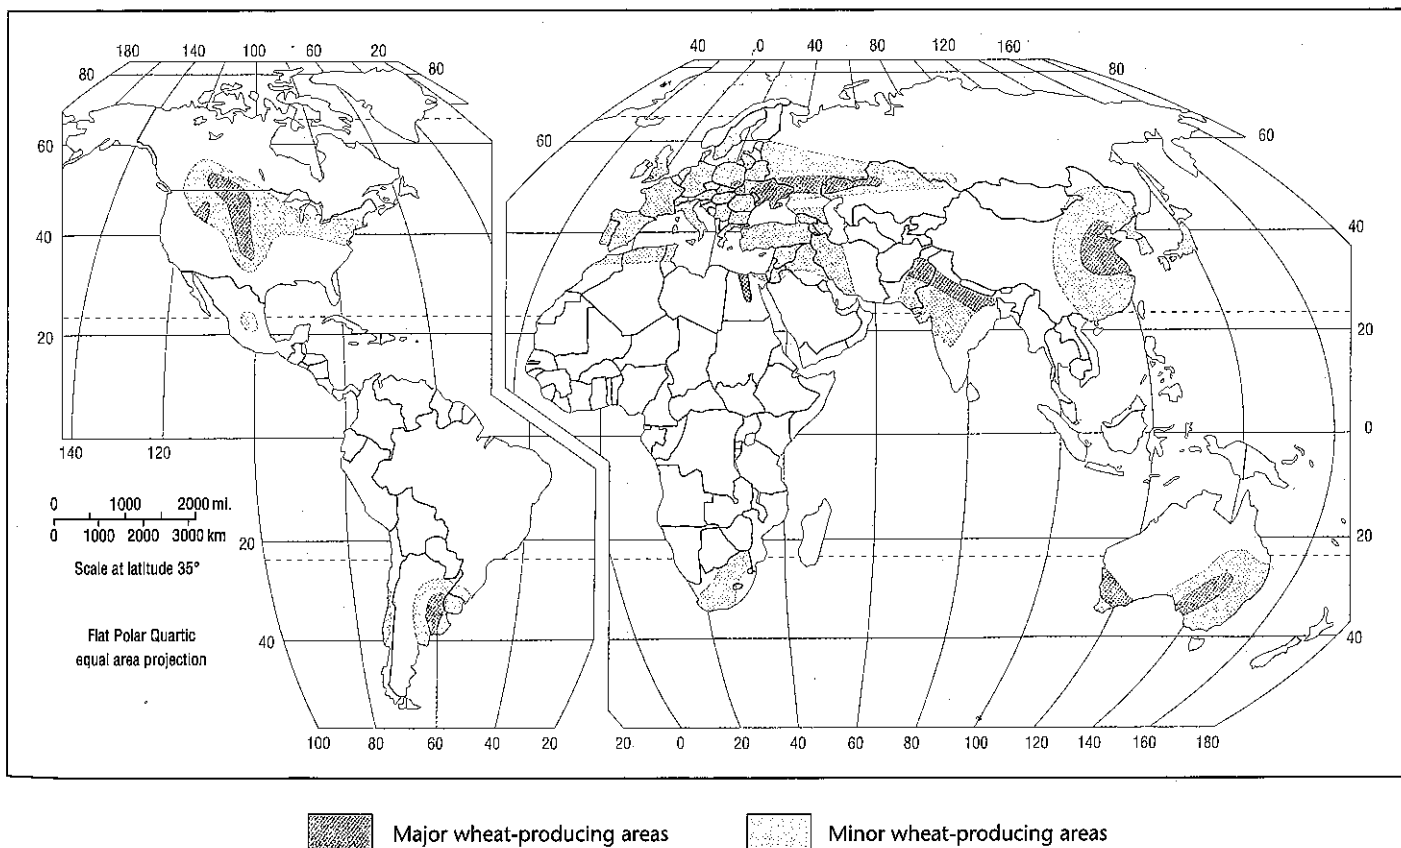 180 140 100 60 20
40 0 40 80 120 160
80 80 80
60 60
40 40
20 20
0
140 120
0 1000 2000 mi.
0 1000 2000 3000 km
Scale at latitude 35°
20 20
Flat Polar Quartic
equal area projection
40 40
100 80 60 40 20
20 0 20 40 60 80 100 120 140 160 180
Major wheat-producing areas
Minor wheat-producing areas